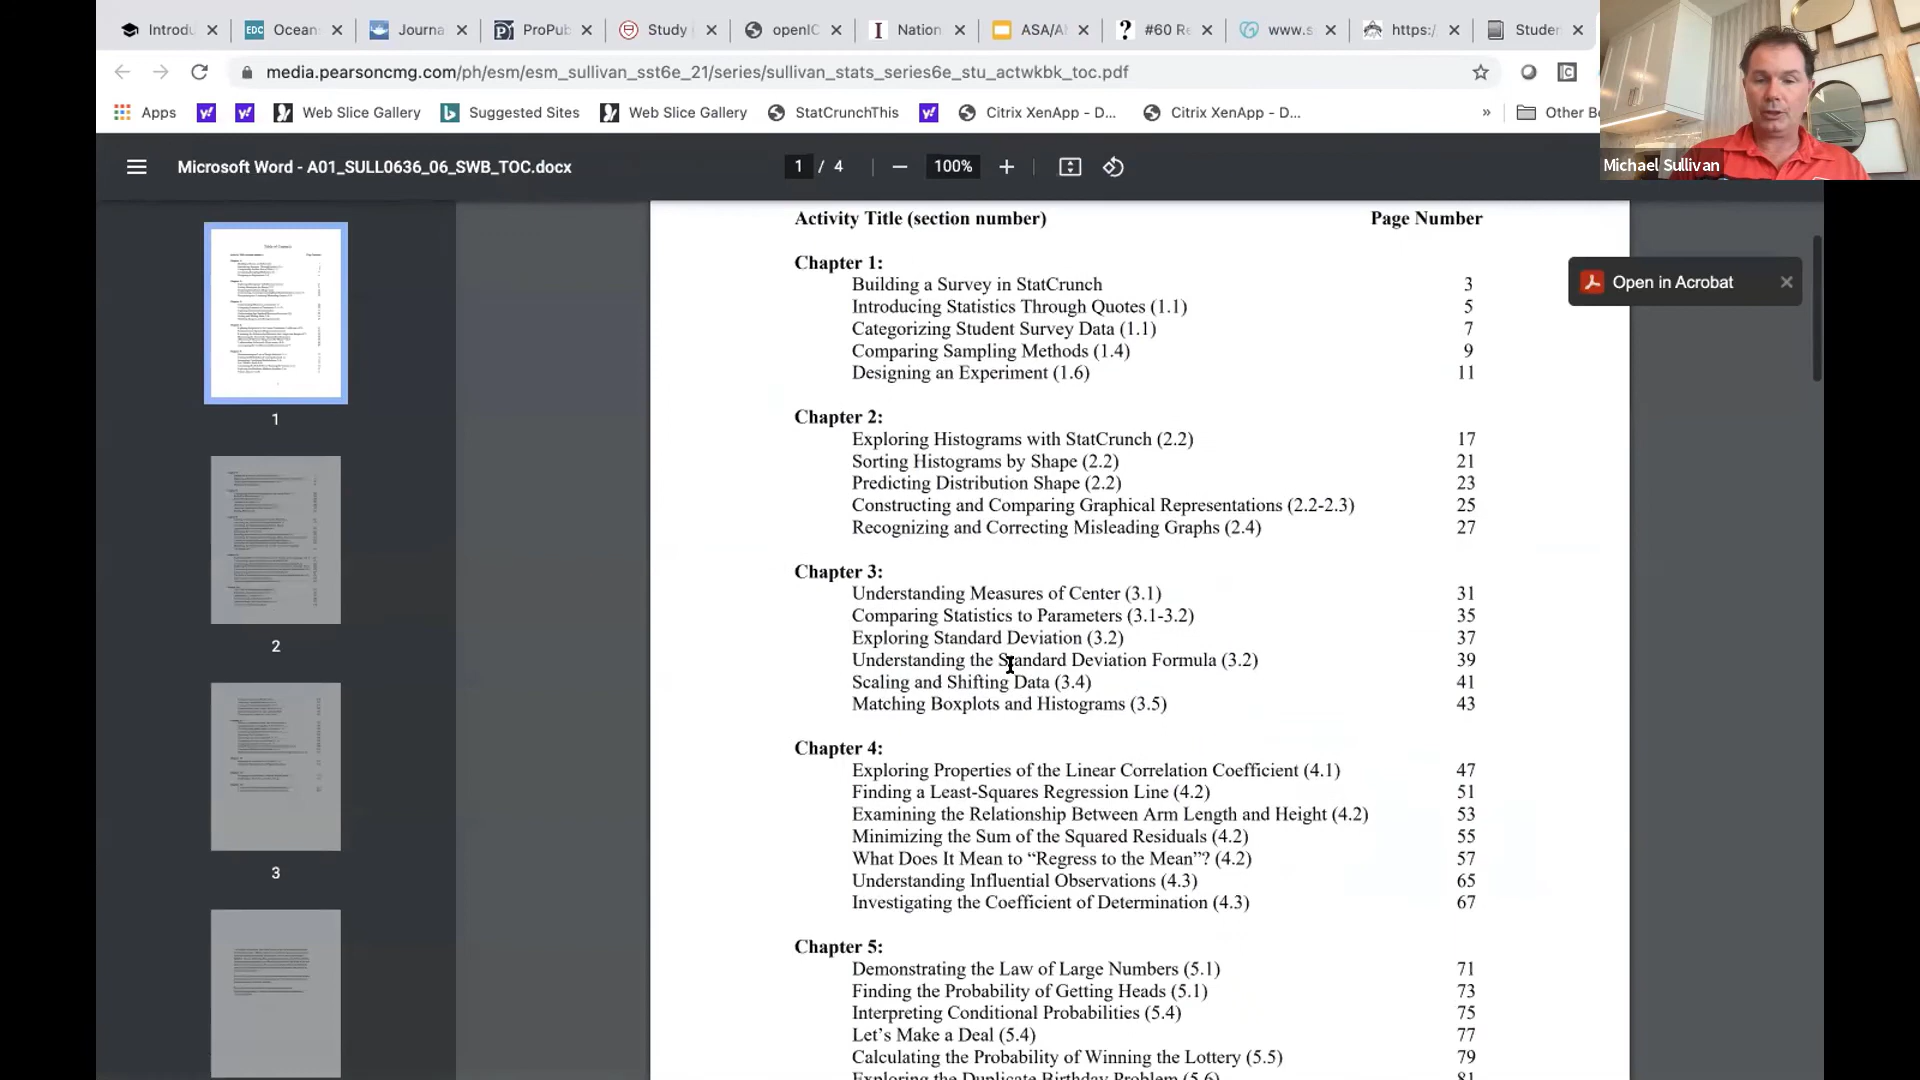 Introdu
EDC Ocean
Journa
ProPub
Study
openIC
Nation
ASA/A
? #60 Re
www.s
https:/
Studen
media.pearsoncmg.com/ph/esm/esm_sullivan_sst6e_21/series/sullivan_stats_series6e_stu_actwkbk_toc.pdf
Apps y! y! Web Slice Gallery b Suggested Sites Web Slice Gallery StatCrunchThis y! Citrix XenApp - D... Citrix XenApp - D... » Other B
Michael Sullivan
Microsoft Word - A01_SULL0636_06_SWB_TOC.docx 1 / 4 — 100% +
Open in Acrobat ×
1
2
3
Activity Title (section number) Page Number
Chapter 1:
Building a Survey in StatCrunch 3
Introducing Statistics Through Quotes (1.1) 5
Categorizing Student Survey Data (1.1) 7
Comparing Sampling Methods (1.4) 9
Designing an Experiment (1.6) 11
Chapter 2:
Exploring Histograms with StatCrunch (2.2) 17
Sorting Histograms by Shape (2.2) 21
Predicting Distribution Shape (2.2) 23
Constructing and Comparing Graphical Representations (2.2-2.3) 25
Recognizing and Correcting Misleading Graphs (2.4) 27
Chapter 3:
Understanding Measures of Center (3.1) 31
Comparing Statistics to Parameters (3.1-3.2) 35
Exploring Standard Deviation (3.2) 37
Understanding the Standard Deviation Formula (3.2) 39
Scaling and Shifting Data (3.4) 41
Matching Boxplots and Histograms (3.5) 43
Chapter 4:
Exploring Properties of the Linear Correlation Coefficient (4.1) 47
Finding a Least-Squares Regression Line (4.2) 51
Examining the Relationship Between Arm Length and Height (4.2) 53
Minimizing the Sum of the Squared Residuals (4.2) 55
What Does It Mean to “Regress to the Mean”? (4.2) 57
Understanding Influential Observations (4.3) 65
Investigating the Coefficient of Determination (4.3) 67
Chapter 5:
Demonstrating the Law of Large Numbers (5.1) 71
Finding the Probability of Getting Heads (5.1) 73
Interpreting Conditional Probabilities (5.4) 75
Let’s Make a Deal (5.4) 77
Calculating the Probability of Winning the Lottery (5.5) 79
Exploring the Duplicate Birthday Problem (5.6) 81